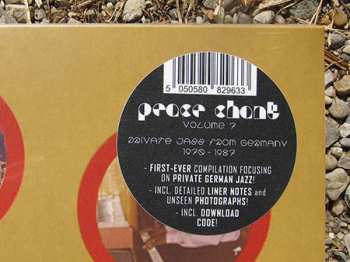 5 050580 829633
peace chant
VOLUME 7
PRIVATE JAZZ FROM GERMANY
1970 - 1987
- FIRST-EVER COMPILATION FOCUSING
ON PRIVATE GERMAN JAZZ!
- INCL. DETAILED LINER NOTES and
UNSEEN PHOTOGRAPHS!
- INCL. DOWNLOAD
CODE!